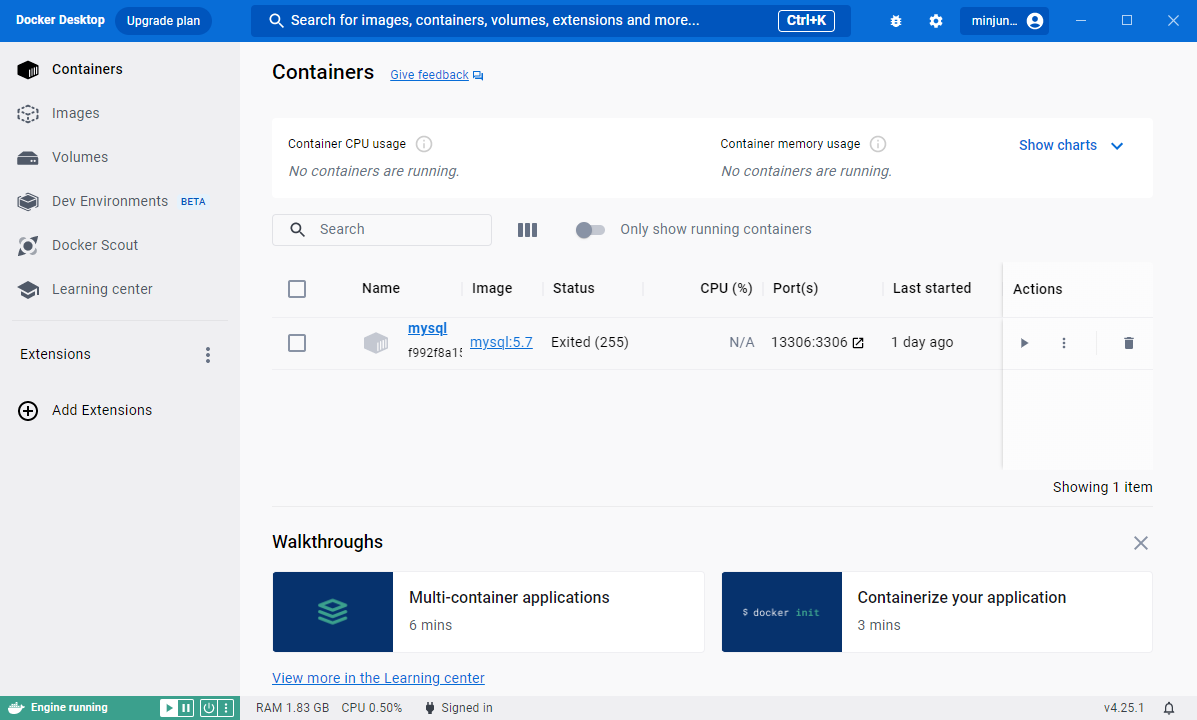 Docker Desktop
Upgrade plan
Search for images, containers, volumes, extensions and more...
Ctrl+K
minjun...
Containers
Images
Volumes
Dev Environments BETA
Docker Scout
Learning center
Extensions
Add Extensions
Containers
Give feedback
Container CPU usage
No containers are running.
Container memory usage
No containers are running.
Show charts
Search
Only show running containers
Name Image Status CPU (%) Port(s) Last started Actions
mysql
f992f8a15
mysql:5.7 Exited (255) N/A 13306:3306 1 day ago
Showing 1 item
Walkthroughs
Multi-container applications
6 mins
$ docker init
Containerize your application
3 mins
View more in the Learning center
Engine running
RAM 1.83 GB CPU 0.50% Signed in
v4.25.1